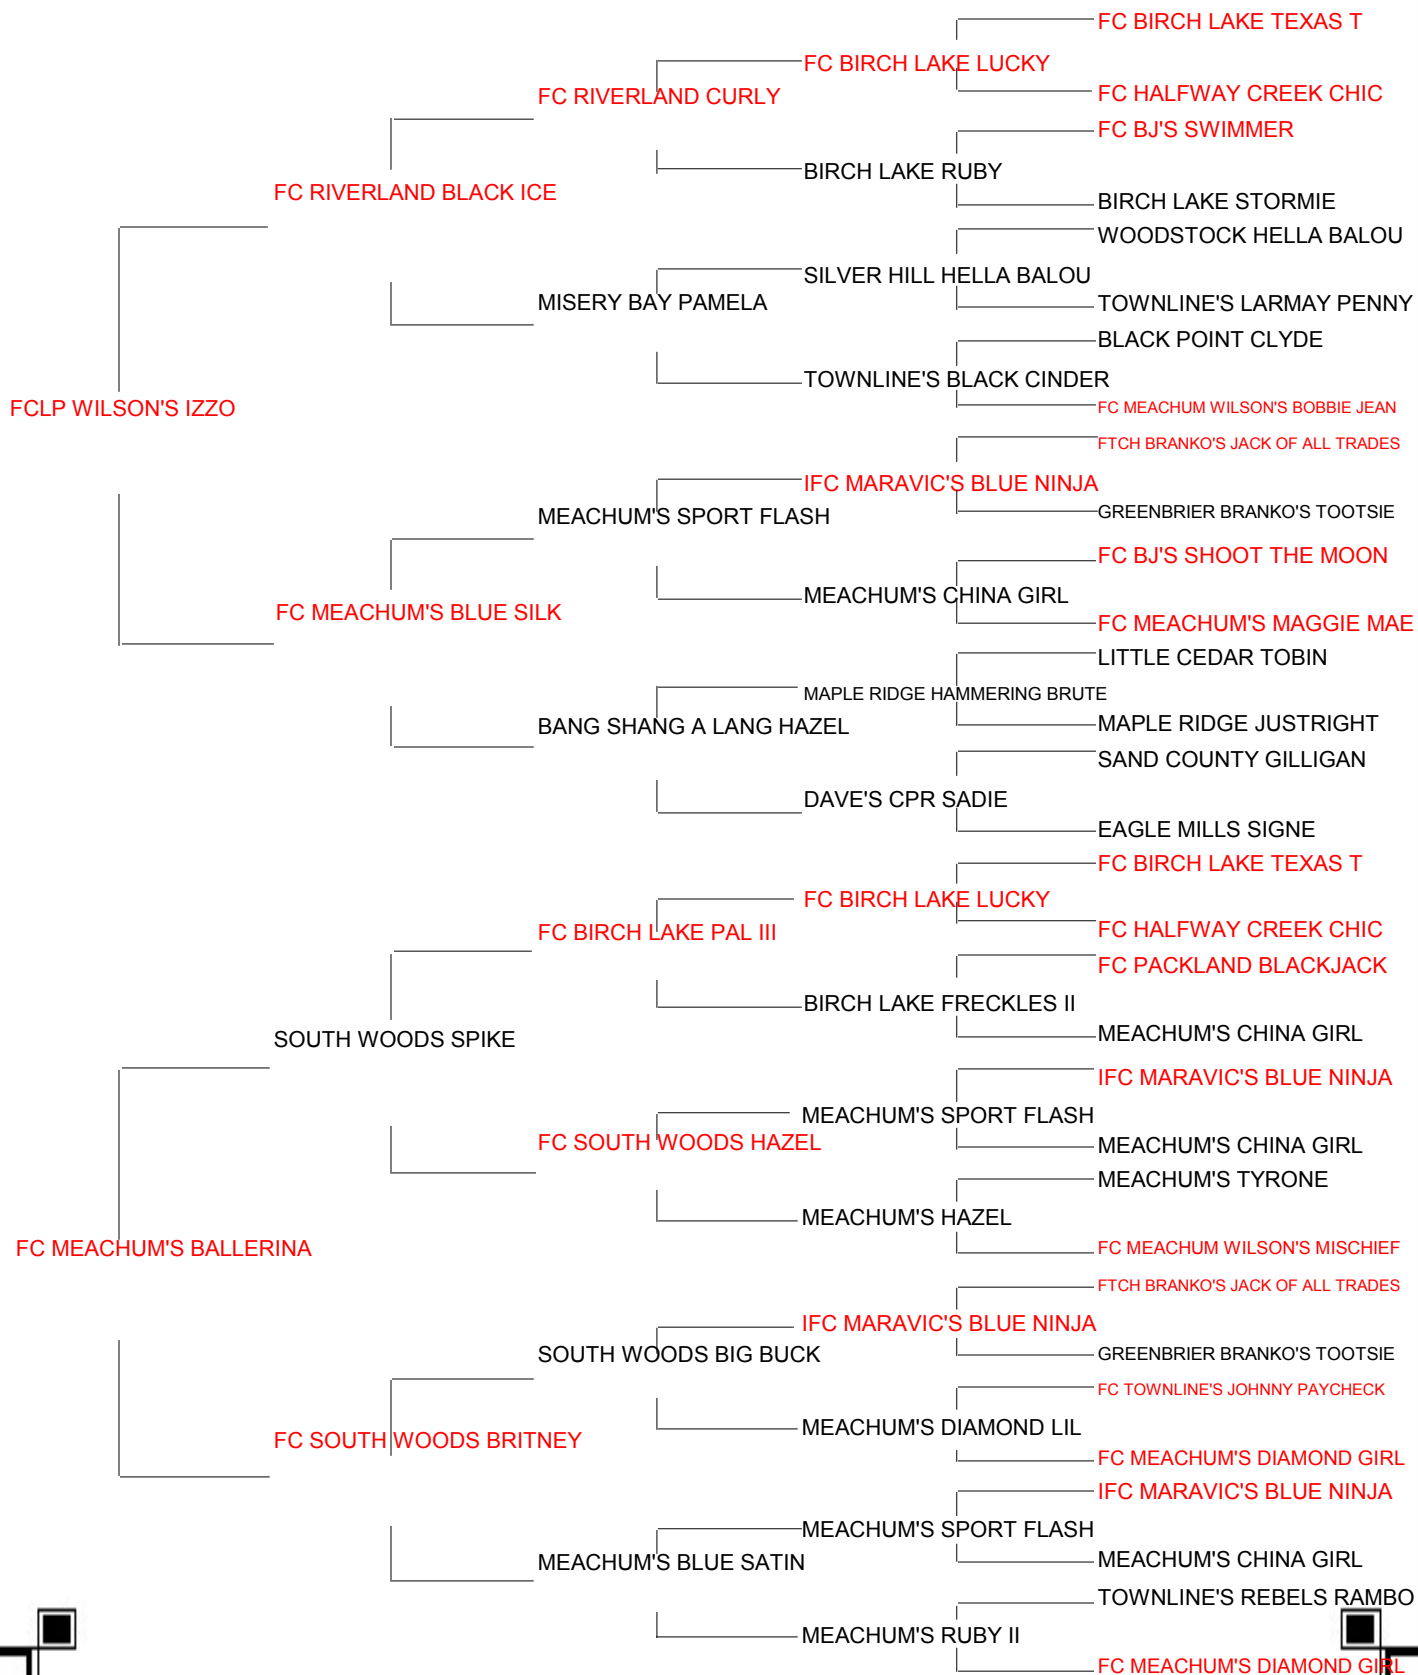 FC BIRCH LAKE TEXAS T
FC BIRCH LAKE LUCKY
FC RIVERLAND CURLY
FC HALFWAY CREEK CHIC
FC BJ'S SWIMMER
BIRCH LAKE RUBY
FC RIVERLAND BLACK ICE
BIRCH LAKE STORMIE
WOODSTOCK HELLA BALOU
SILVER HILL HELLA BALOU
MISERY BAY PAMELA
TOWNLINE'S LARMAY PENNY
BLACK POINT CLYDE
TOWNLINE'S BLACK CINDER
FCLP WILSON'S IZZO
FC MEACHUM WILSON'S BOBBIE JEAN
FTCH BRANKO'S JACK OF ALL TRADES
IFC MARAVIC'S BLUE NINJA
MEACHUM'S SPORT FLASH
GREENBRIER BRANKO'S TOOTSIE
FC BJ'S SHOOT THE MOON
MEACHUM'S CHINA GIRL
FC MEACHUM'S BLUE SILK
FC MEACHUM'S MAGGIE MAE
LITTLE CEDAR TOBIN
MAPLE RIDGE HAMMERING BRUTE
BANG SHANG A LANG HAZEL
MAPLE RIDGE JUSTRIGHT
SAND COUNTY GILLIGAN
DAVE'S CPR SADIE
EAGLE MILLS SIGNE
FC BIRCH LAKE TEXAS T
FC BIRCH LAKE LUCKY
FC BIRCH LAKE PAL III
FC HALFWAY CREEK CHIC
FC PACKLAND BLACKJACK
BIRCH LAKE FRECKLES II
SOUTH WOODS SPIKE
MEACHUM'S CHINA GIRL
IFC MARAVIC'S BLUE NINJA
MEACHUM'S SPORT FLASH
FC SOUTH WOODS HAZEL
MEACHUM'S CHINA GIRL
MEACHUM'S TYRONE
MEACHUM'S HAZEL
FC MEACHUM'S BALLERINA
FC MEACHUM WILSON'S MISCHIEF
FTCH BRANKO'S JACK OF ALL TRADES
IFC MARAVIC'S BLUE NINJA
SOUTH WOODS BIG BUCK
GREENBRIER BRANKO'S TOOTSIE
FC TOWNLINE'S JOHNNY PAYCHECK
MEACHUM'S DIAMOND LIL
FC SOUTH WOODS BRITNEY
FC MEACHUM'S DIAMOND GIRL
IFC MARAVIC'S BLUE NINJA
MEACHUM'S SPORT FLASH
MEACHUM'S BLUE SATIN
MEACHUM'S CHINA GIRL
TOWNLINE'S REBELS RAMBO
MEACHUM'S RUBY II
FC MEACHUM'S DIAMOND GIRL